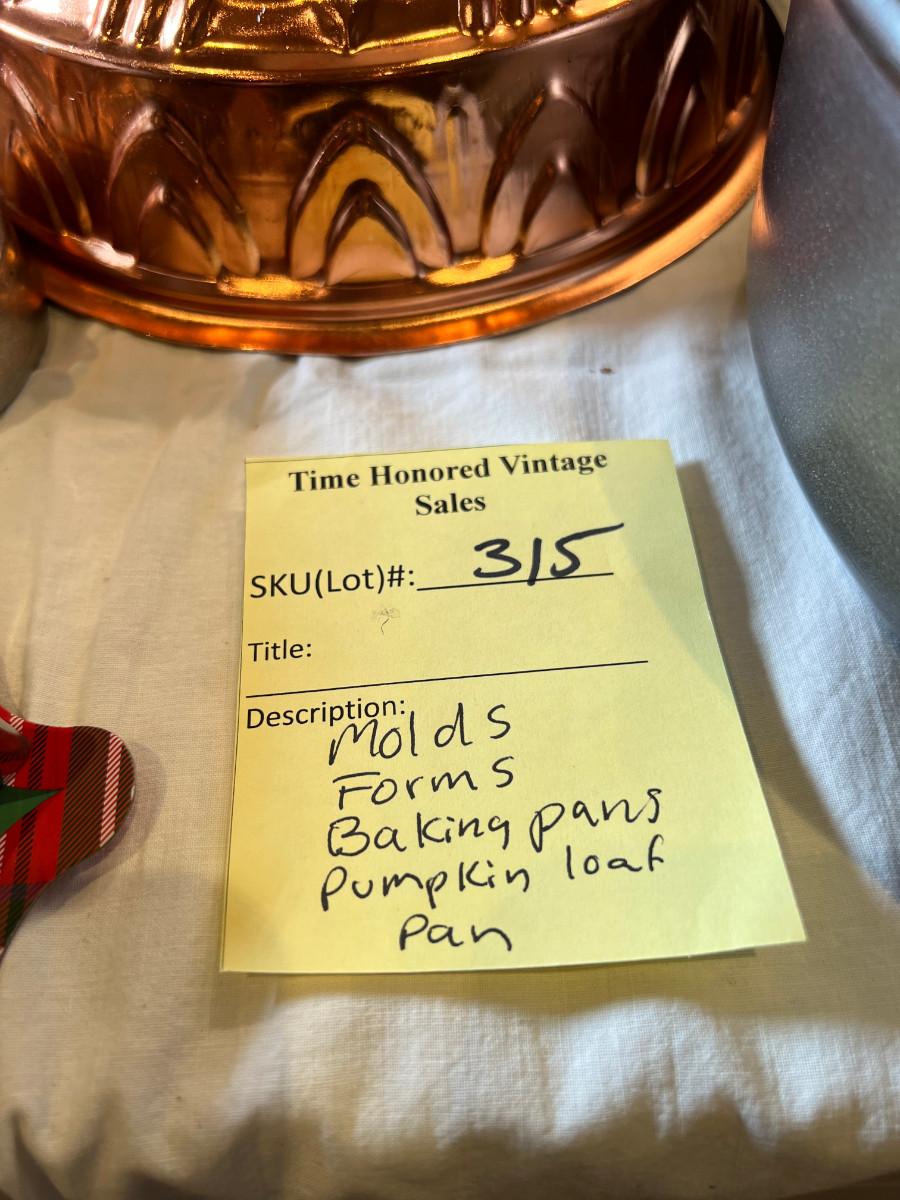 Time Honored Vintage
Sales
SKU(Lot)#: 315
Title:
Description:
Molds
Forms
Baking pans
Pumpkin loaf
Pan